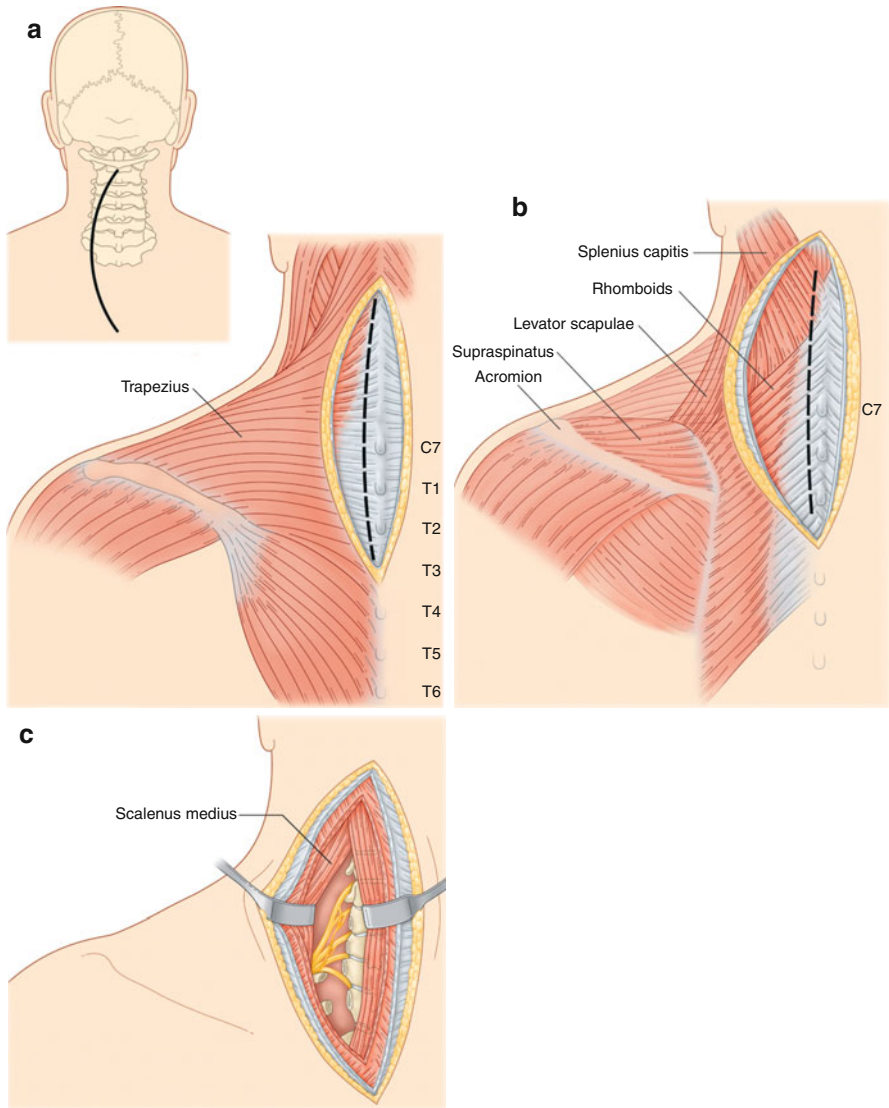 a
Trapezius
C7
T1
T2
T3
T4
T5
T6
b
Splenius capitis
Rhomboids
Levator scapulae
Supraspinatus
Acromion
C7
c
Scalenus medius